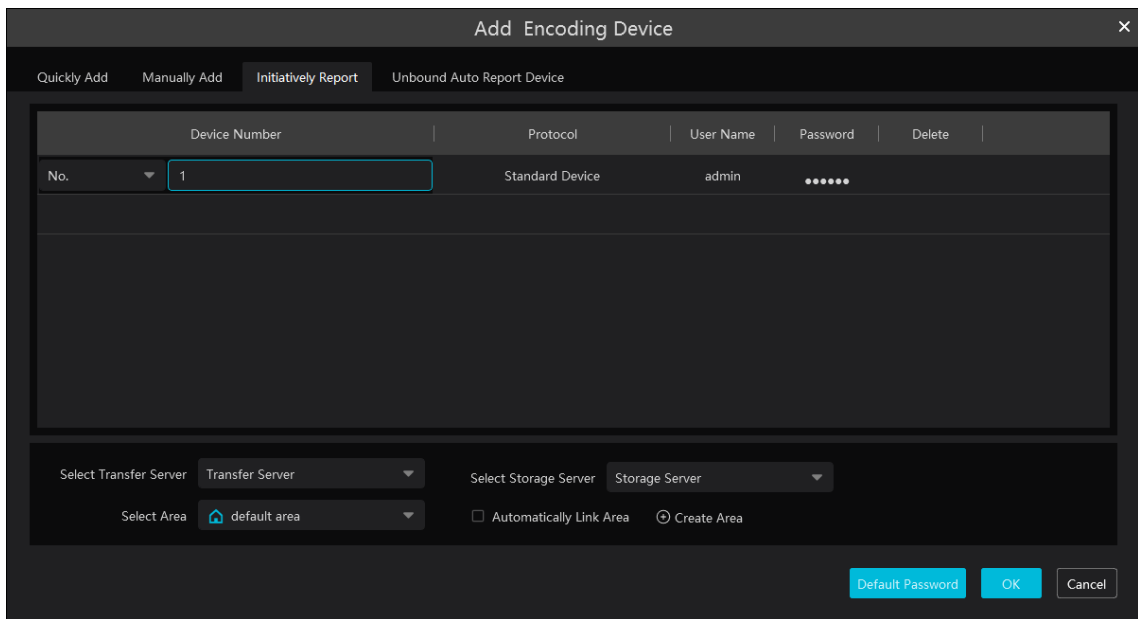 Add Encoding Device
Quickly Add Manually Add Initiatively Report Unbound Auto Report Device
Device Number Protocol User Name Password Delete
No. 1 Standard Device admin ••••••
Select Transfer Server Transfer Server Select Storage Server Storage Server
Select Area default area Automatically Link Area Create Area
Default Password OK Cancel